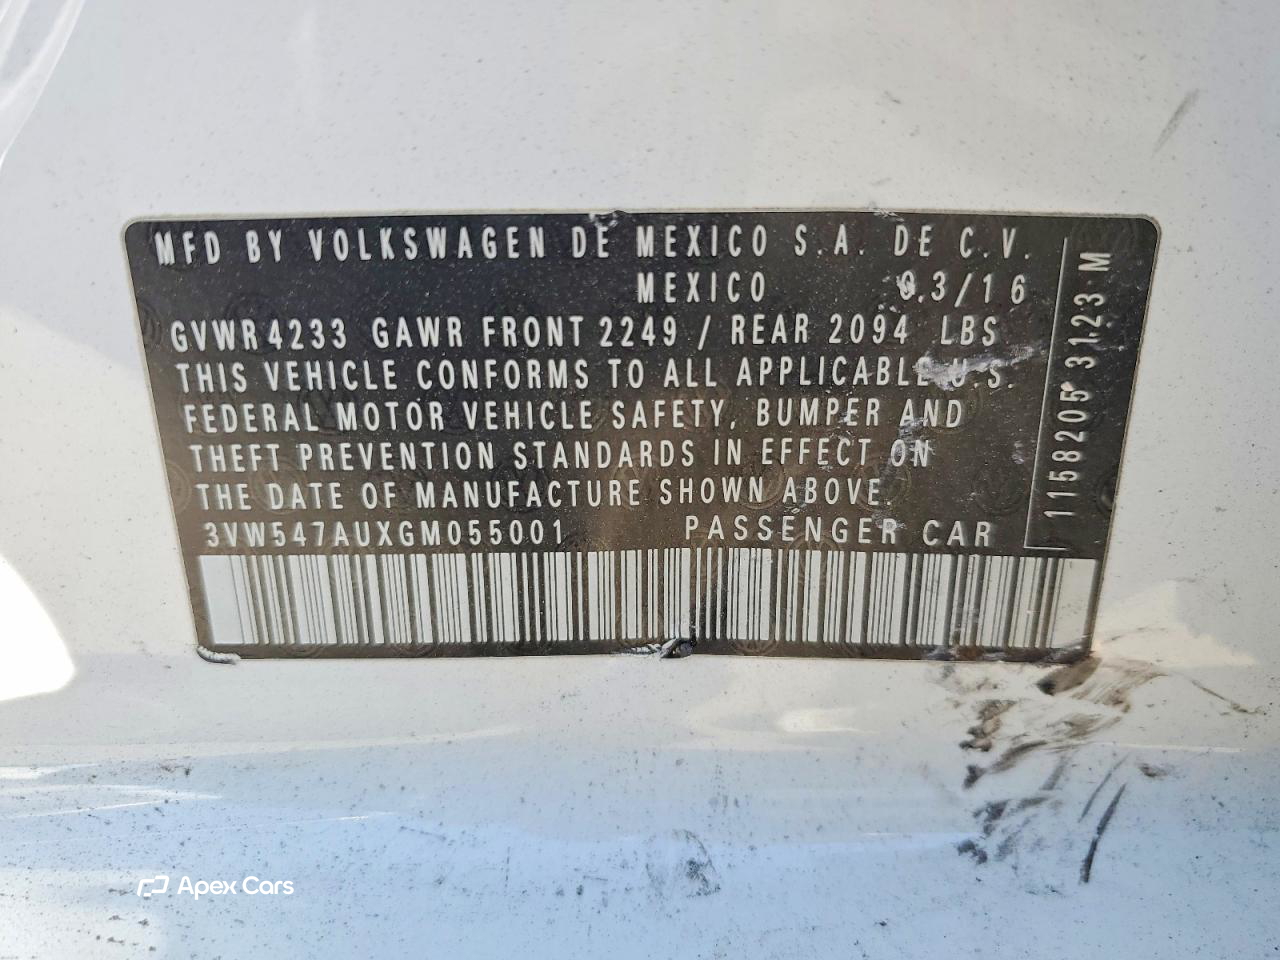 MFD BY VOLKSWAGEN DE MEXICO S.A. DE C.V.
MEXICO 03/16
GVWR 4233 GAWR FRONT 2249 / REAR 2094 LBS
THIS VEHICLE CONFORMS TO ALL APPLICABLE U.S.
FEDERAL MOTOR VEHICLE SAFETY, BUMPER AND
THEFT PREVENTION STANDARDS IN EFFECT ON
THE DATE OF MANUFACTURE SHOWN ABOVE.
3VW547AUXGM055001 PASSENGER CAR
1158205 3123 M
Apex Cars